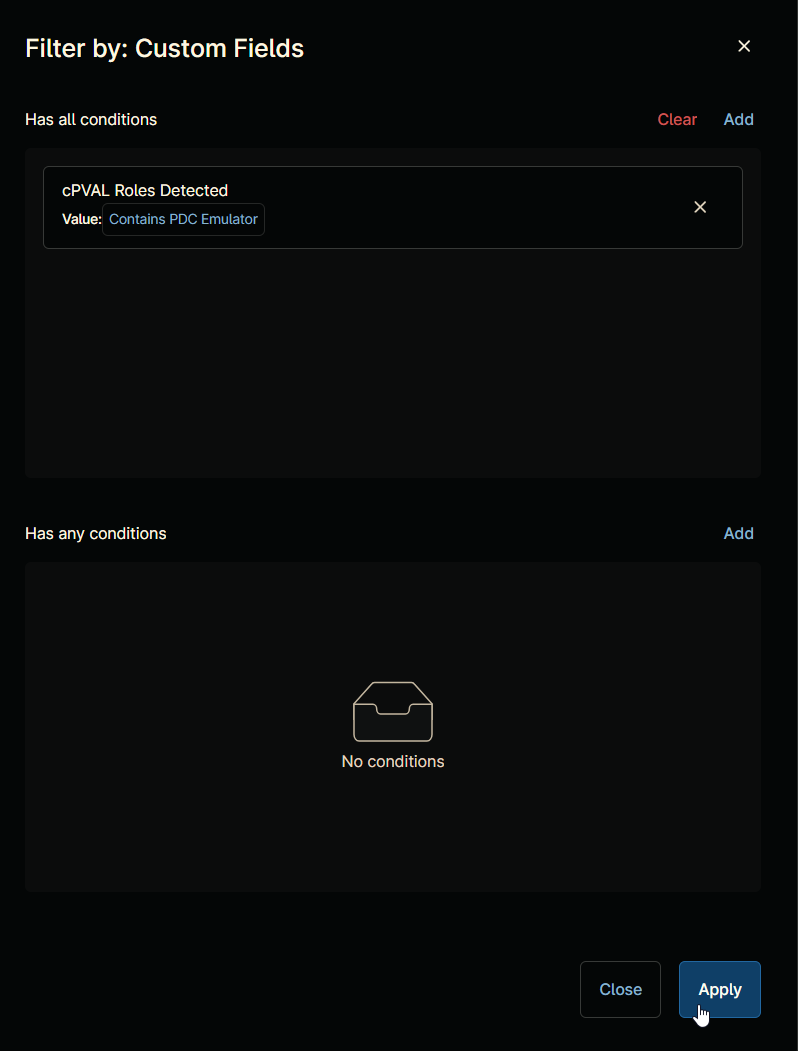 Filter by: Custom Fields
Has all conditions
Clear
Add
cPVAL Roles Detected
Value: Contains PDC Emulator
Has any conditions
Add
No conditions
Close
Apply